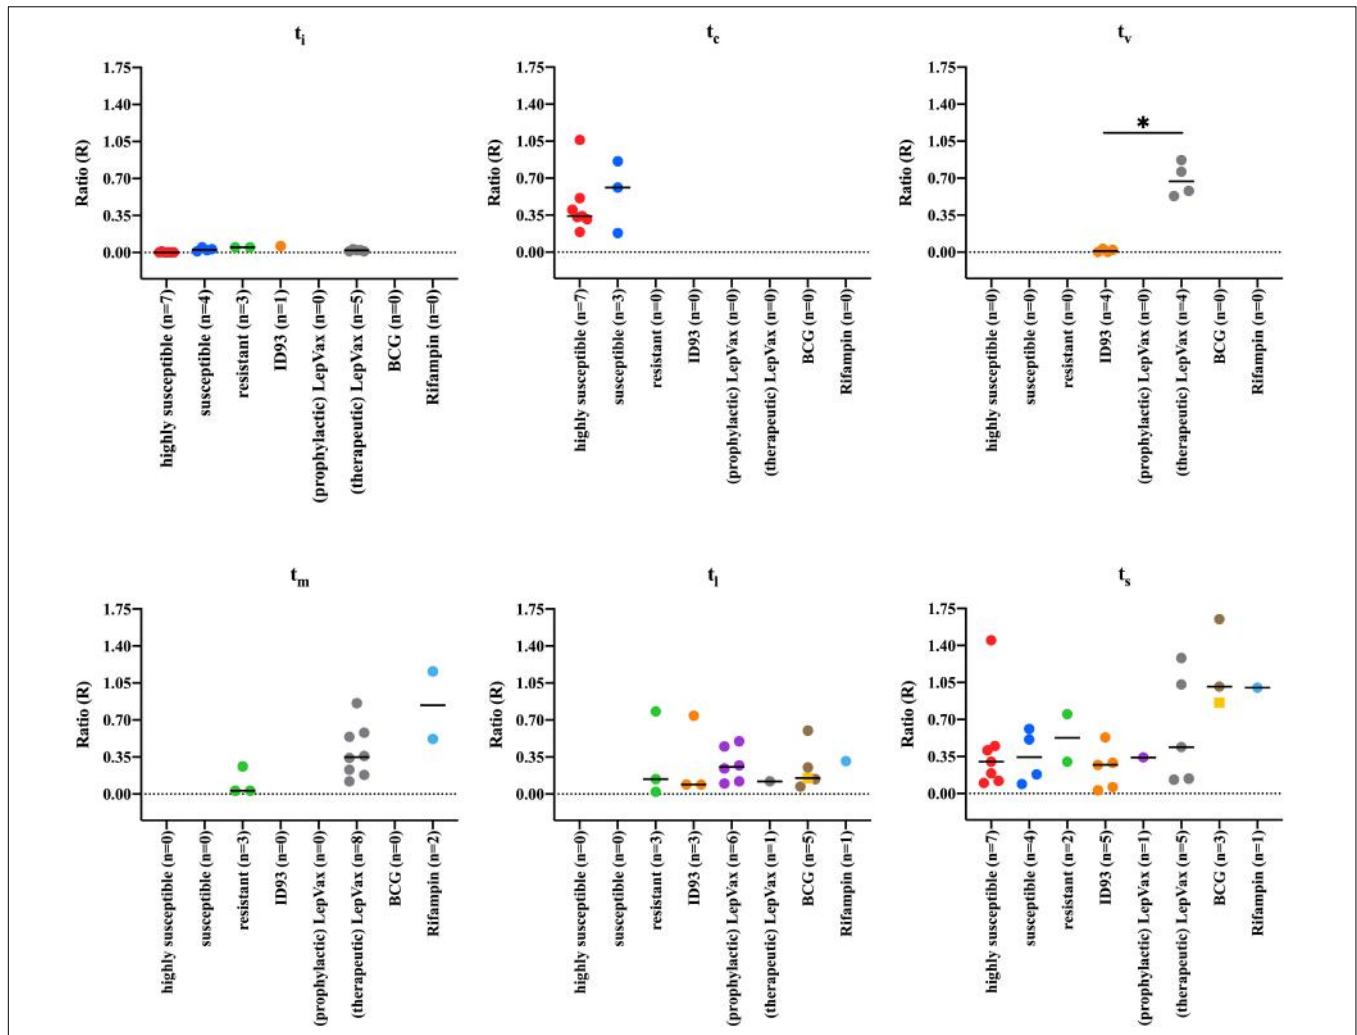 t_i
Ratio (R)
1.75
1.40
1.05
0.70
0.35
0.00
highly susceptible (n=7)
susceptible (n=4)
resistant (n=3)
ID93 (n=1)
(prophylactic) LepVax (n=0)
(therapeutic) LepVax (n=5)
BCG (n=0)
Rifampin (n=0)
t_c
Ratio (R)
1.75
1.40
1.05
0.70
0.35
0.00
highly susceptible (n=7)
susceptible (n=3)
resistant (n=0)
ID93 (n=0)
(prophylactic) LepVax (n=0)
(therapeutic) LepVax (n=0)
BCG (n=0)
Rifampin (n=0)
t_v
Ratio (R)
1.75
1.40
1.05
0.70
0.35
0.00
*
highly susceptible (n=0)
susceptible (n=0)
resistant (n=0)
ID93 (n=4)
(prophylactic) LepVax (n=0)
(therapeutic) LepVax (n=4)
BCG (n=0)
Rifampin (n=0)
t_m
Ratio (R)
1.75
1.40
1.05
0.70
0.35
0.00
highly susceptible (n=0)
susceptible (n=0)
resistant (n=3)
ID93 (n=0)
(prophylactic) LepVax (n=0)
(therapeutic) LepVax (n=8)
BCG (n=0)
Rifampin (n=2)
t_l
Ratio (R)
1.75
1.40
1.05
0.70
0.35
0.00
highly susceptible (n=0)
susceptible (n=0)
resistant (n=3)
ID93 (n=3)
(prophylactic) LepVax (n=6)
(therapeutic) LepVax (n=1)
BCG (n=5)
Rifampin (n=1)
t_s
Ratio (R)
1.75
1.40
1.05
0.70
0.35
0.00
highly susceptible (n=7)
susceptible (n=4)
resistant (n=2)
ID93 (n=5)
(prophylactic) LepVax (n=1)
(therapeutic) LepVax (n=5)
BCG (n=3)
Rifampin (n=1)